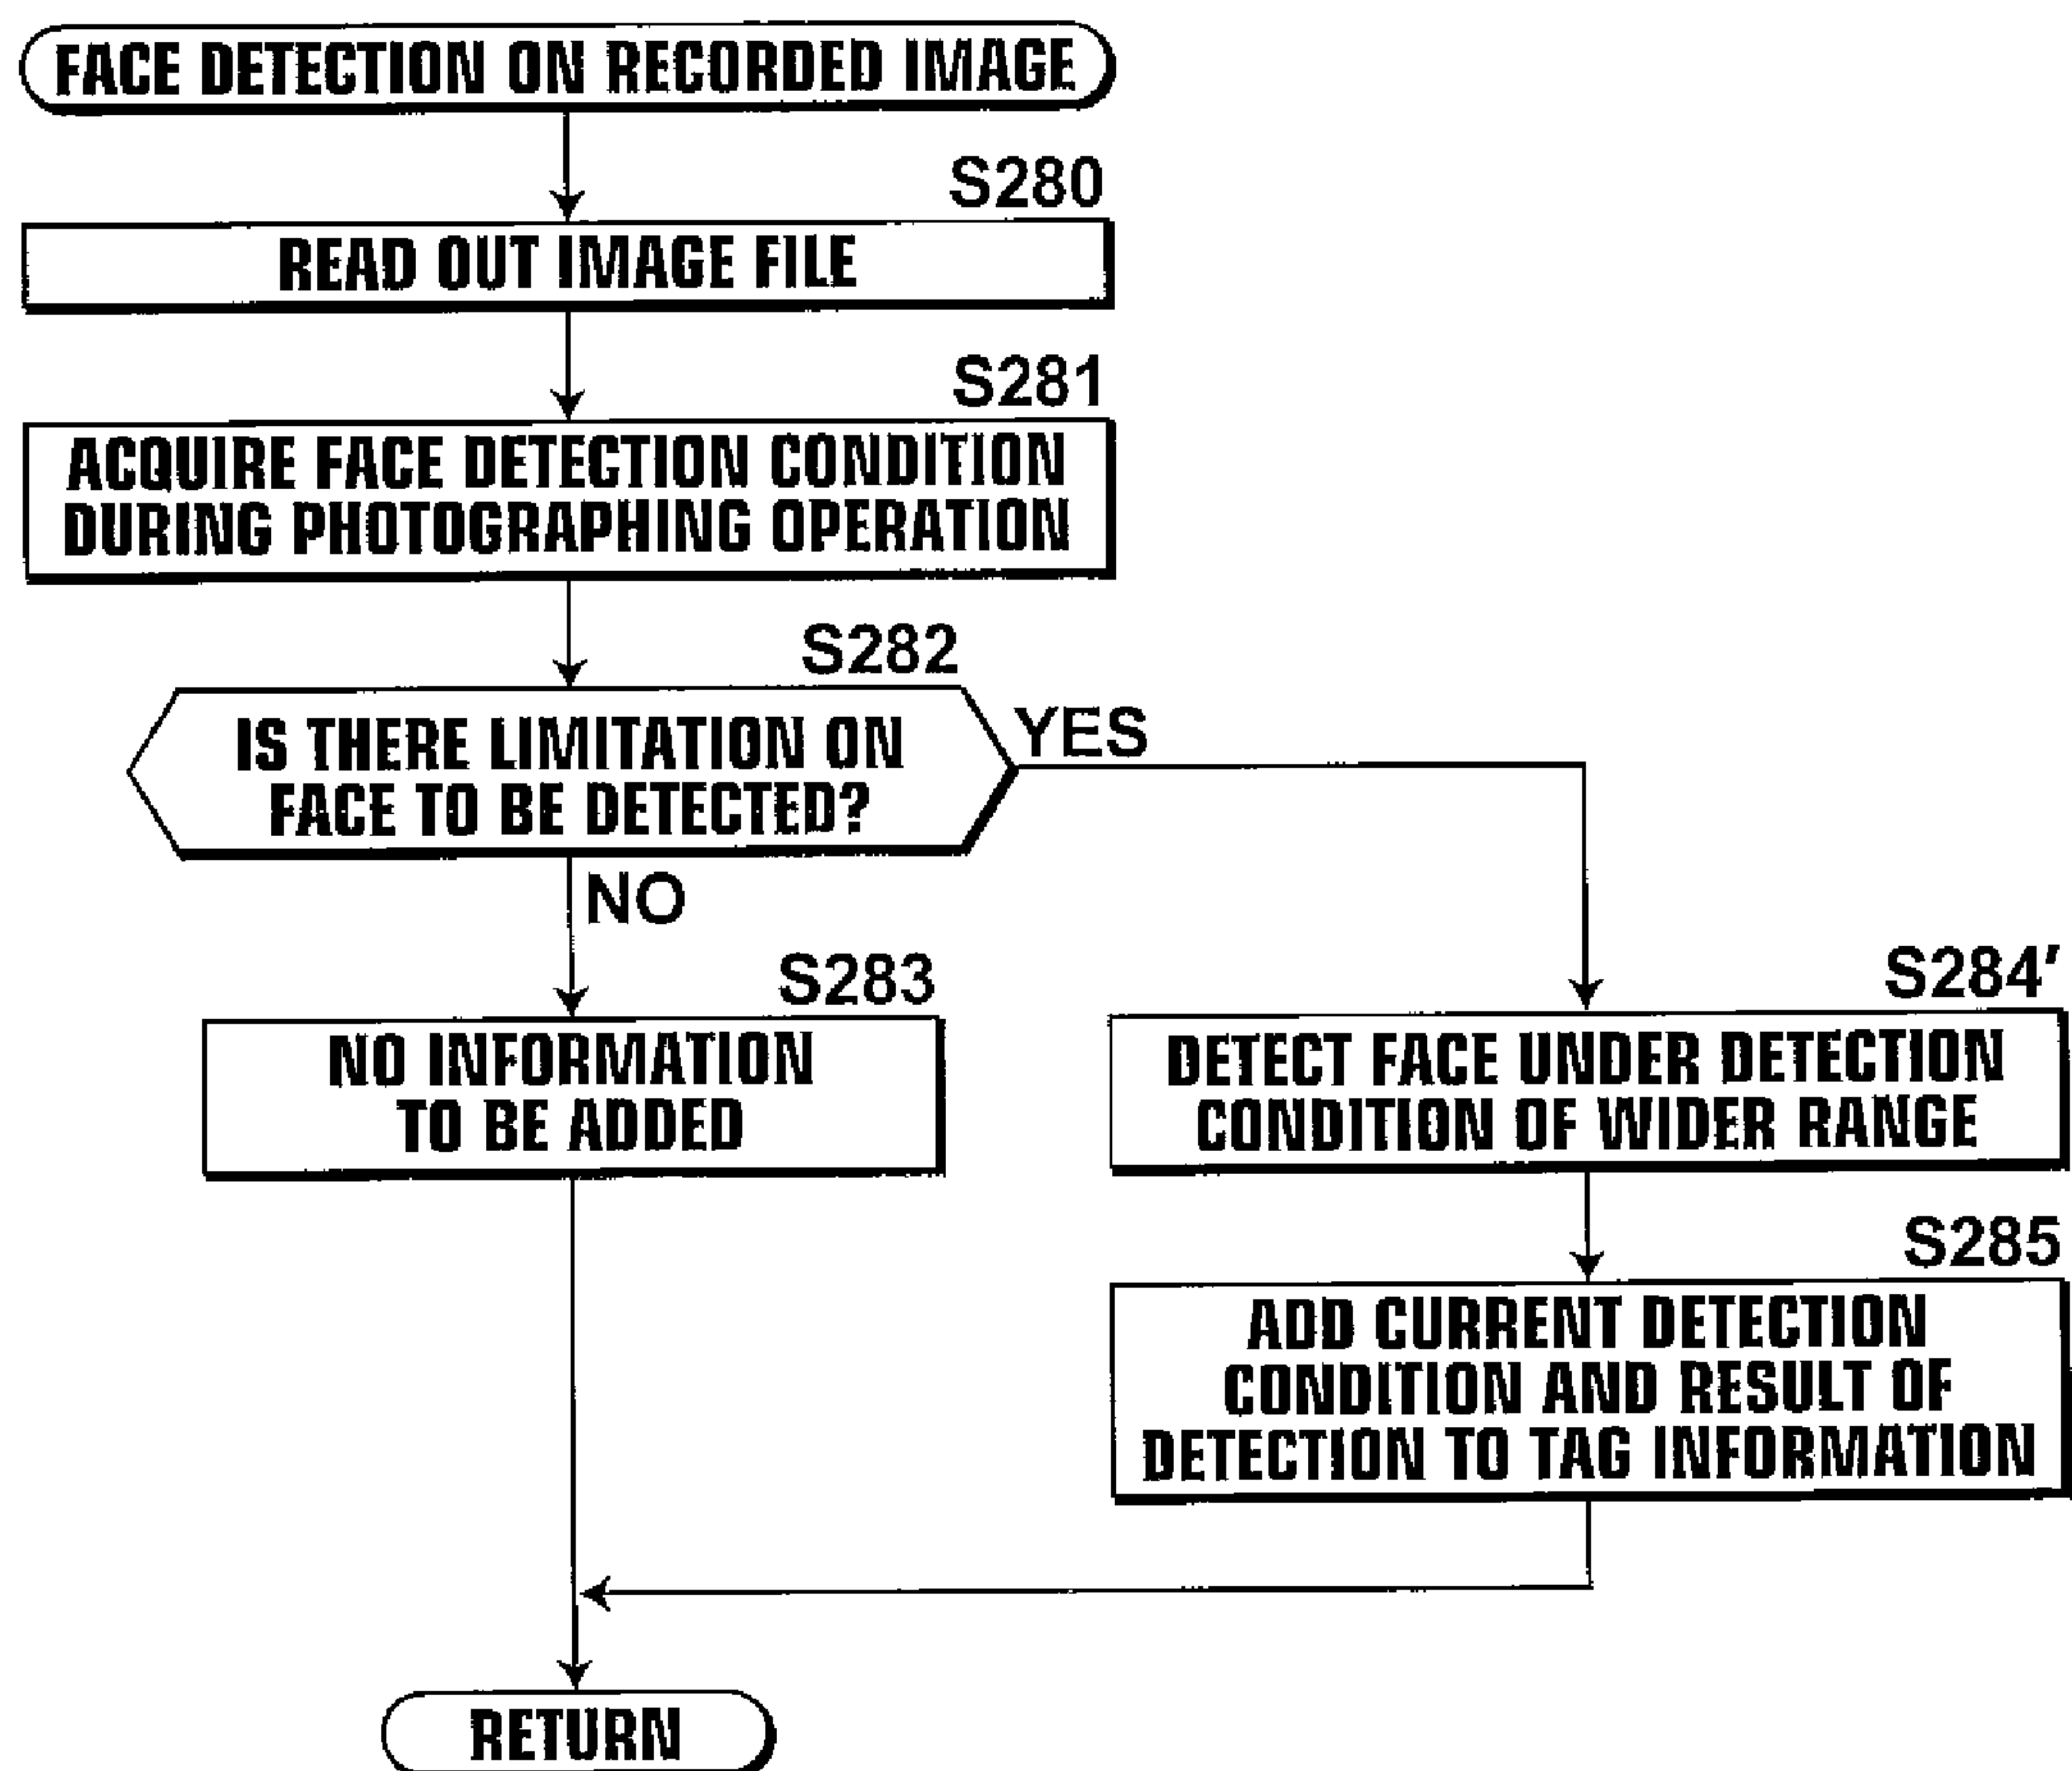 FACE DETECTION ON RECORDED IMAGE
S280
READ OUT IMAGE FILE
S281
ACQUIRE FACE DETECTION CONDITION
DURING PHOTOGRAPHING OPERATION
S282
IS THERE LIMITATION ON
FACE TO BE DETECTED?
YES
NO
S283
NO INFORMATION
TO BE ADDED
S284'
DETECT FACE UNDER DETECTION
CONDITION OF WIDER RANGE
S285
ADD CURRENT DETECTION
CONDITION AND RESULT OF
DETECTION TO TAG INFORMATION
RETURN